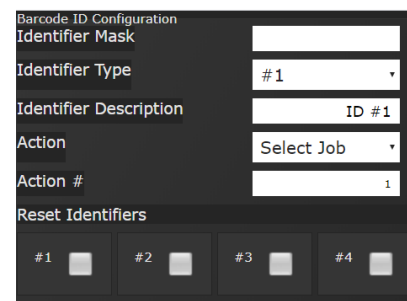 Barcode ID Configuration
Identifier Mask
Identifier Type #1
Identifier Description ID #1
Action Select Job
Action # 1
Reset Identifiers
#1 #2 #3 #4